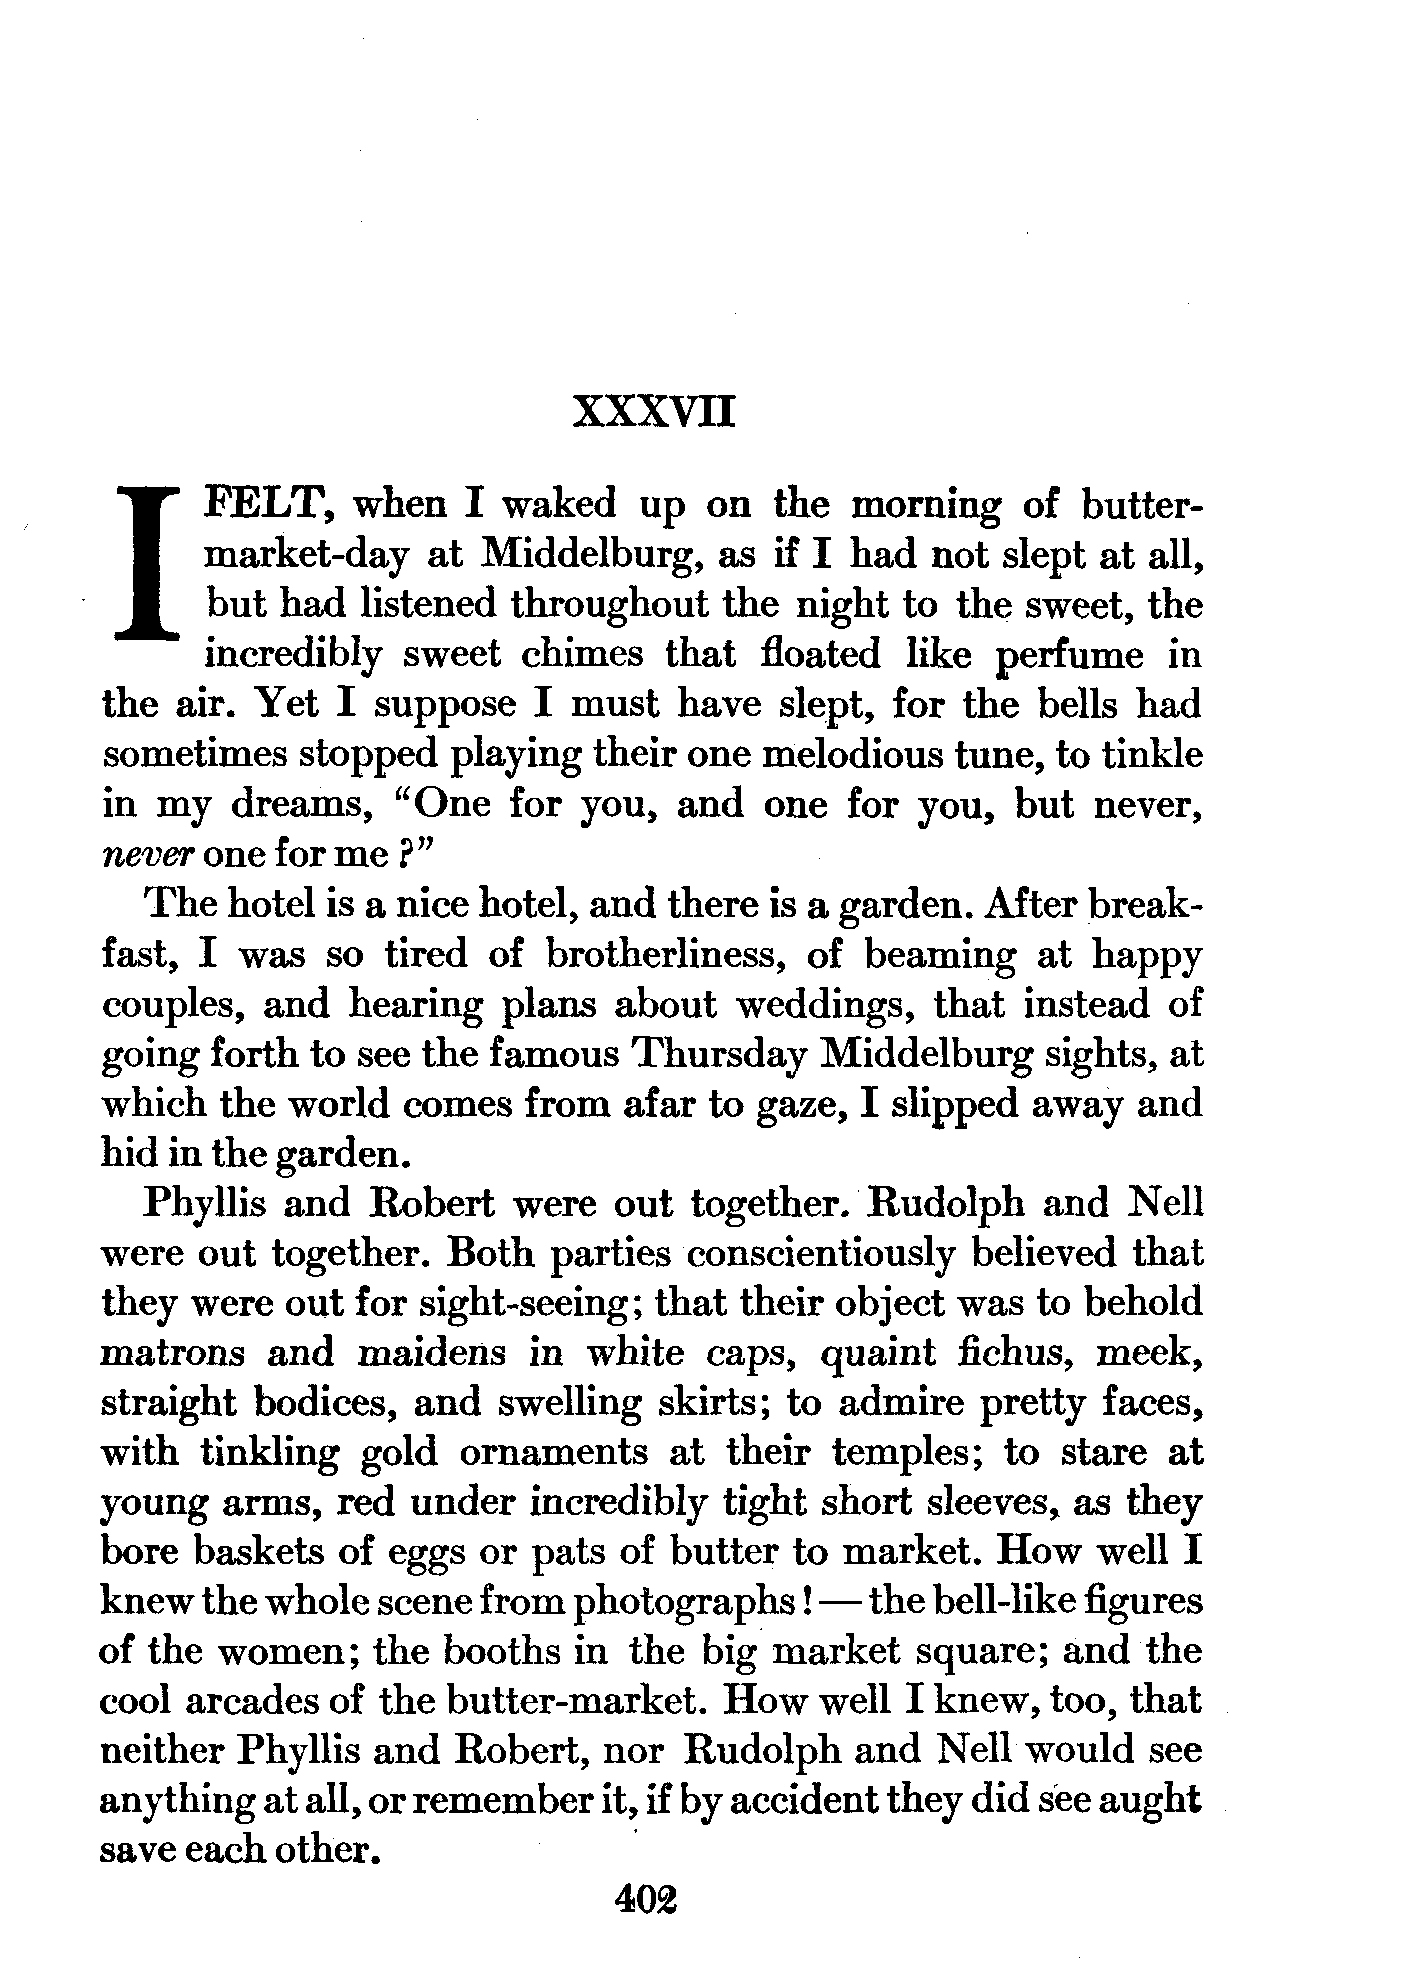 XXXVII
I FELT, when I waked up on the morning of butter-
market-day at Middelburg, as if I had not slept at all,
but had listened throughout the night to the sweet, the
incredibly sweet chimes that floated like perfume in
the air. Yet I suppose I must have slept, for the bells had
sometimes stopped playing their one melodious tune, to tinkle
in my dreams, “One for you, and one for you, but never,
never one for me ?”
The hotel is a nice hotel, and there is a garden. After break-
fast, I was so tired of brotherliness, of beaming at happy
couples, and hearing plans about weddings, that instead of
going forth to see the famous Thursday Middelburg sights, at
which the world comes from afar to gaze, I slipped away and
hid in the garden.
Phyllis and Robert were out together. Rudolph and Nell
were out together. Both parties conscientiously believed that
they were out for sight-seeing; that their object was to behold
matrons and maidens in white caps, quaint fichus, meek,
straight bodices, and swelling skirts; to admire pretty faces,
with tinkling gold ornaments at their temples; to stare at
young arms, red under incredibly tight short sleeves, as they
bore baskets of eggs or pats of butter to market. How well I
knew the whole scene from photographs!—the bell-like figures
of the women; the booths in the big market square; and the
cool arcades of the butter-market. How well I knew, too, that
neither Phyllis and Robert, nor Rudolph and Nell would see
anything at all, or remember it, if by accident they did see aught
save each other.
402